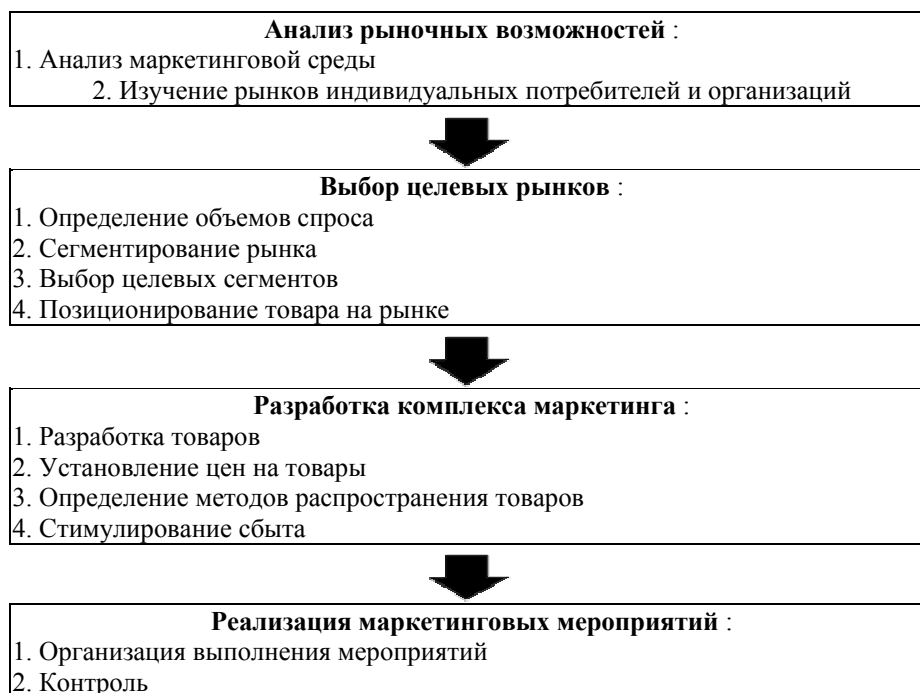 Анализ рыночных возможностей :
1. Анализ маркетинговой среды
2. Изучение рынков индивидуальных потребителей и организаций
Выбор целевых рынков :
1. Определение объемов спроса
2. Сегментирование рынка
3. Выбор целевых сегментов
4. Позиционирование товара на рынке
Разработка комплекса маркетинга :
1. Разработка товаров
2. Установление цен на товары
3. Определение методов распространения товаров
4. Стимулирование сбыта
Реализация маркетинговых мероприятий :
1. Организация выполнения мероприятий
2. Контроль